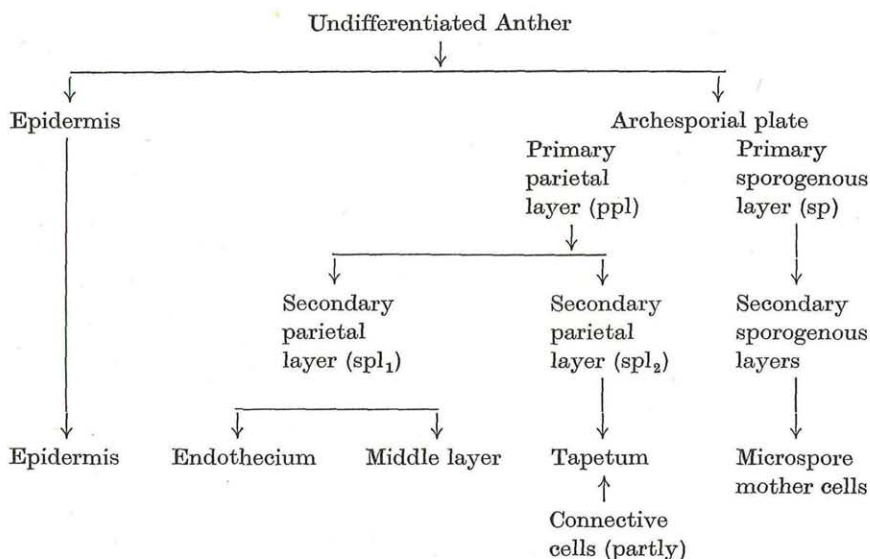 Undifferentiated Anther
Epidermis
Archesporial plate
Primary
parietal
layer (ppl)
Primary
sporogenous
layer (sp)
Secondary
parietal
layer (spl₁)
Secondary
parietal
layer (spl₂)
Secondary
sporogenous
layers
Epidermis
Endothecium
Middle layer
Tapetum
Microspore
mother cells
Connective
cells (partly)